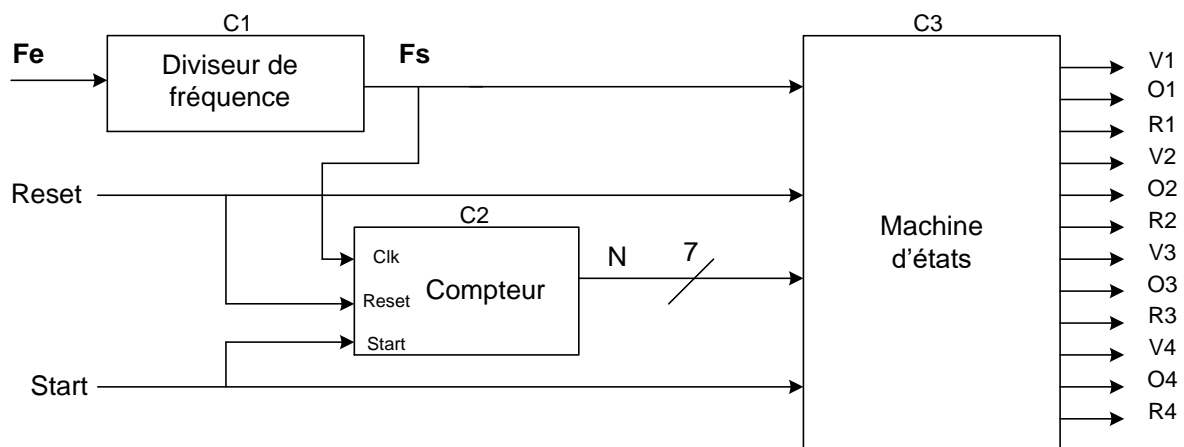 C1
C3
Fe
Diviseur de
fréquence
Fs
V1
O1
R1
V2
Reset
O2
C2
R2
Machine
d'états
N
7
Clk
V3
Compteur
O3
Reset
R3
Start
V4
Start
O4
R4